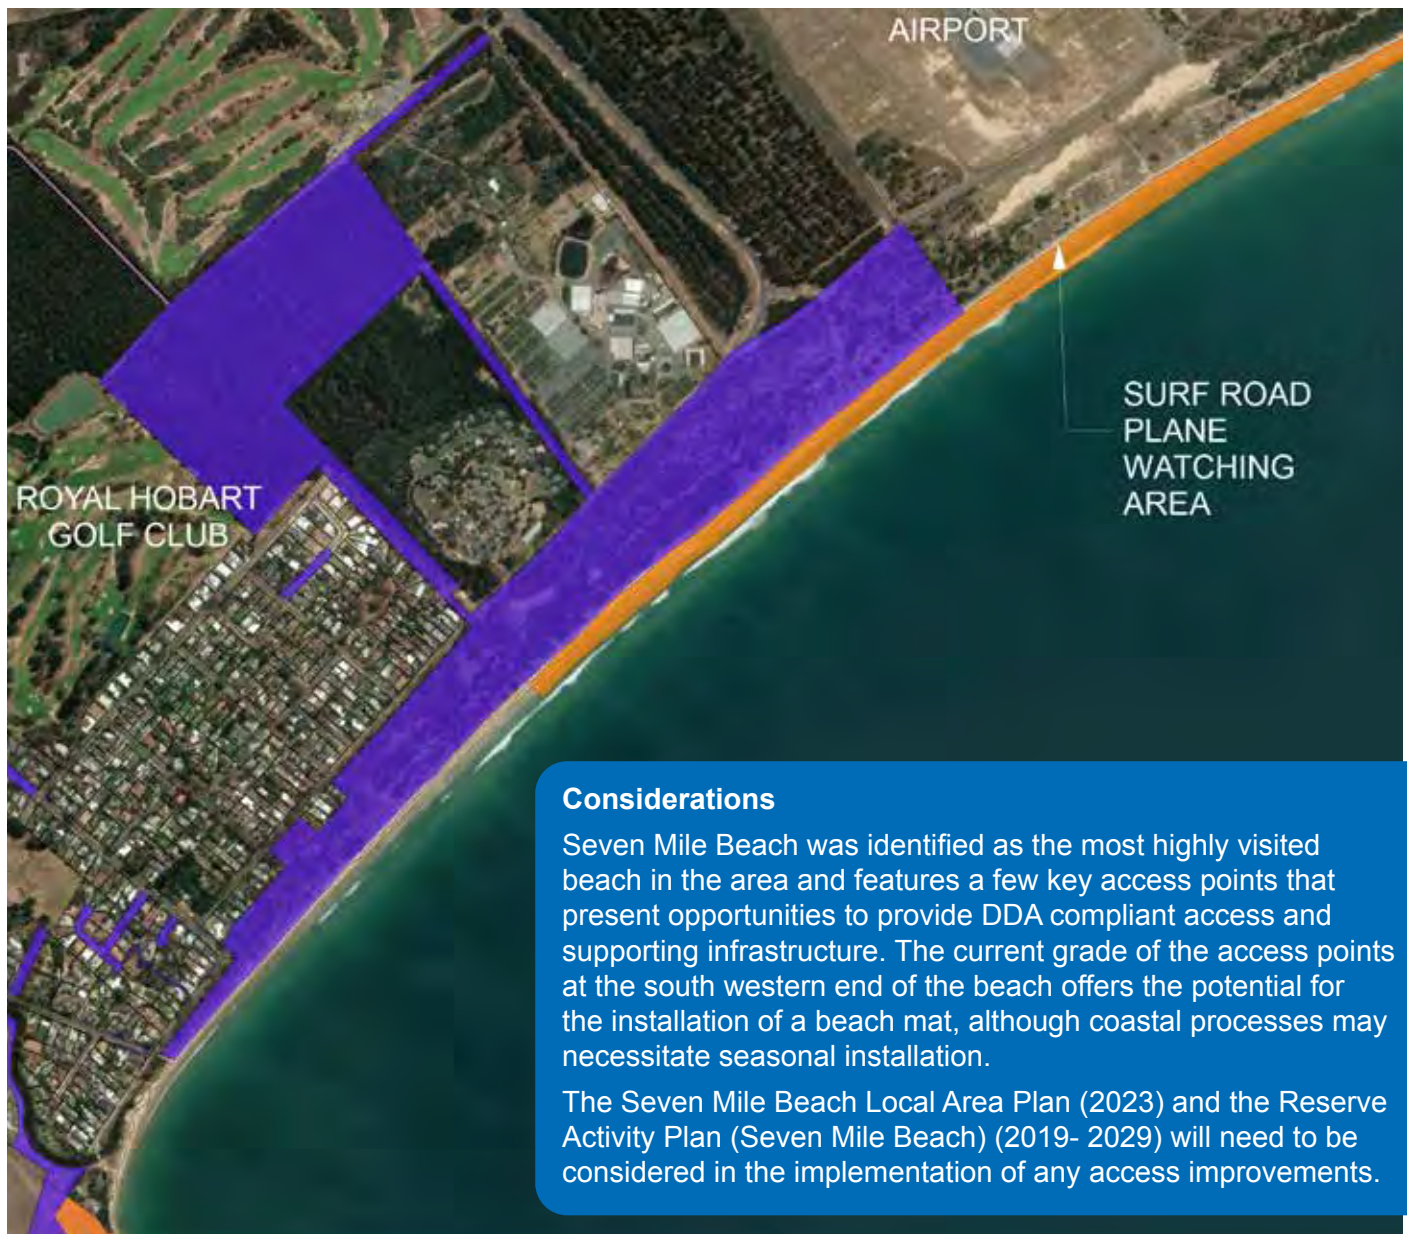 AIRPORT
SURF ROAD
PLANE
WATCHING
AREA
ROYAL HOBART
GOLF CLUB
Considerations
Seven Mile Beach was identified as the most highly visited
beach in the area and features a few key access points that
present opportunities to provide DDA compliant access and
supporting infrastructure. The current grade of the access points
at the south western end of the beach offers the potential for
the installation of a beach mat, although coastal processes may
necessitate seasonal installation.
The Seven Mile Beach Local Area Plan (2023) and the Reserve
Activity Plan (Seven Mile Beach) (2019- 2029) will need to be
considered in the implementation of any access improvements.